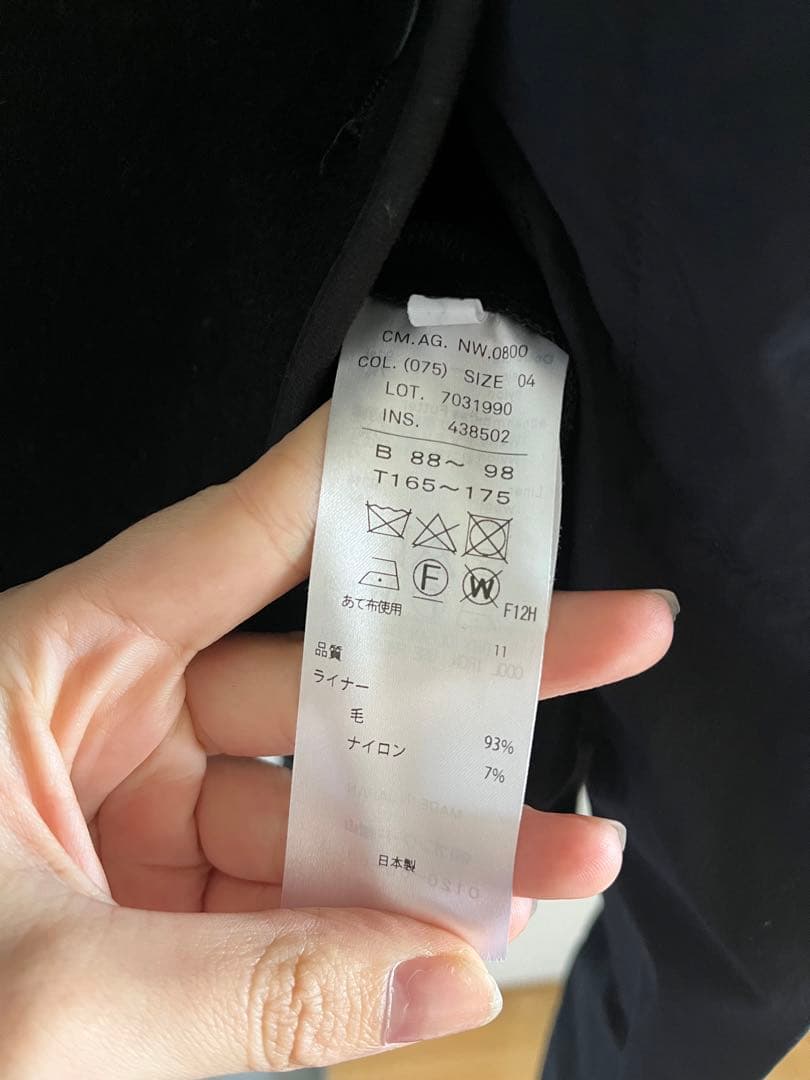 CM.AG. NW.0800
COL. (075) SIZE 04
LOT. 7031990
INS. 438502
B 88～ 98
T165～175
F W
F12H
あて布使用
11
品質
ライナー
毛 93%
ナイロン 7%
日本製